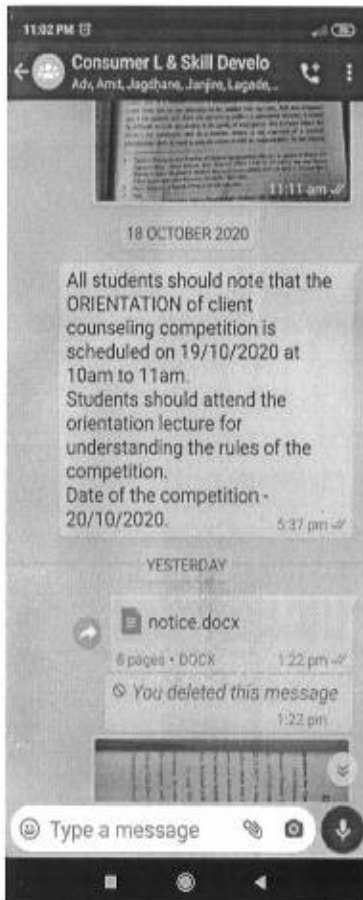 11:02 PM
Consumer L & Skill Develo
Adv, Amit, Jagdhane, Janjire, Legade,...
11:11 am
18 OCTOBER 2020
All students should note that the
ORIENTATION of client
counseling competition is
scheduled on 19/10/2020 at
10am to 11am.
Students should attend the
orientation lecture for
understanding the rules of the
competition.
Date of the competition -
20/10/2020.
5:37 pm
YESTERDAY
notice.docx
6 pages • DOCX 1:22 pm
You deleted this message
1:22 pm
Type a message